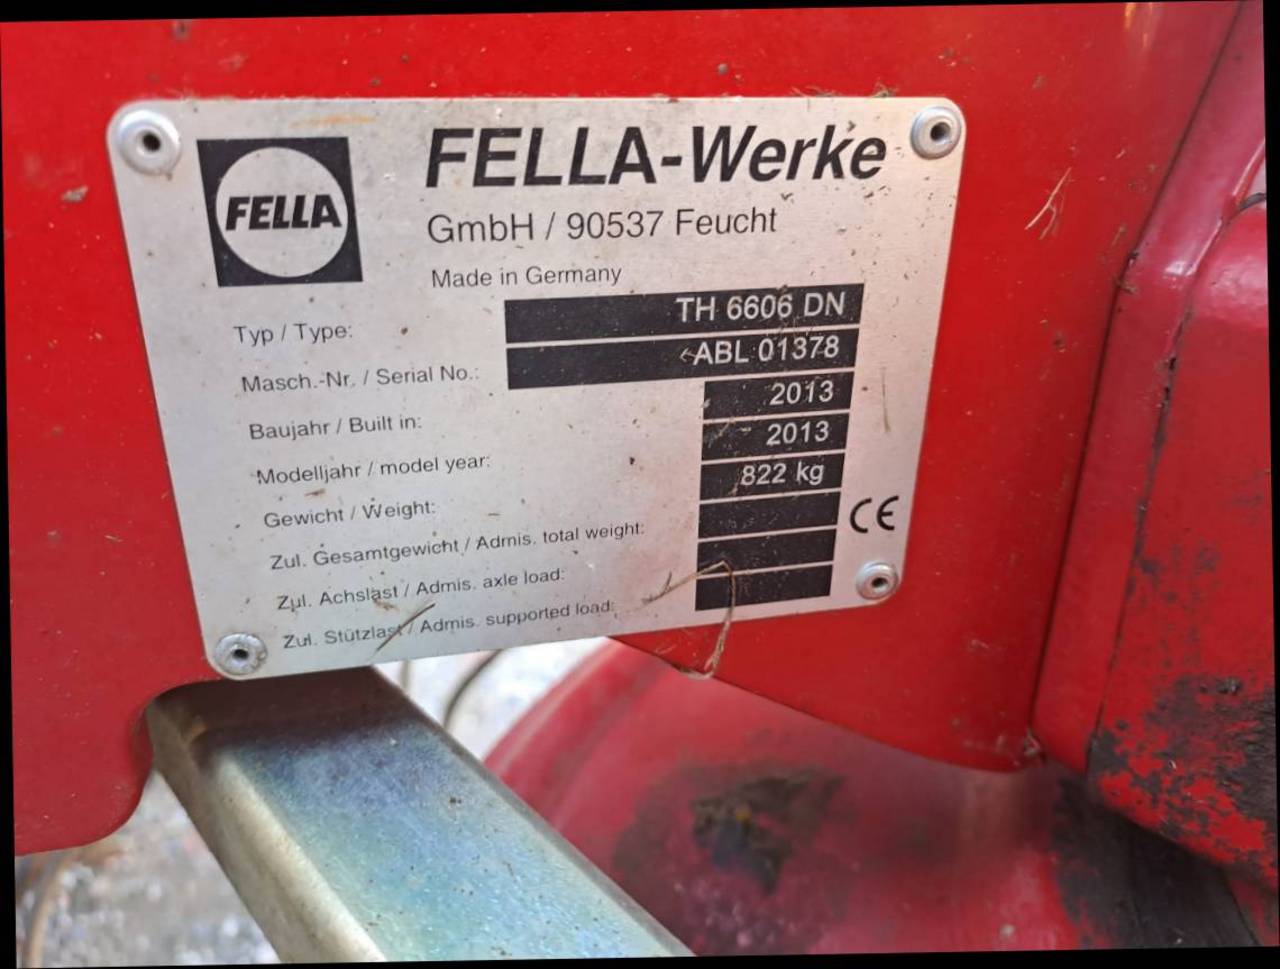 FELLA
FELLA-Werke
GmbH / 90537 Feucht
Made in Germany
Typ / Type: TH 6606 DN
Masch.-Nr. / Serial No.: ABL 01378
Baujahr / Built in: 2013
Modelljahr / model year: 2013
Gewicht / Weight: 822 kg
Zul. Gesamtgewicht / Admis. total weight:
Zul. Achslast / Admis. axle load:
Zul. Stützlast / Admis. supported load:
CE